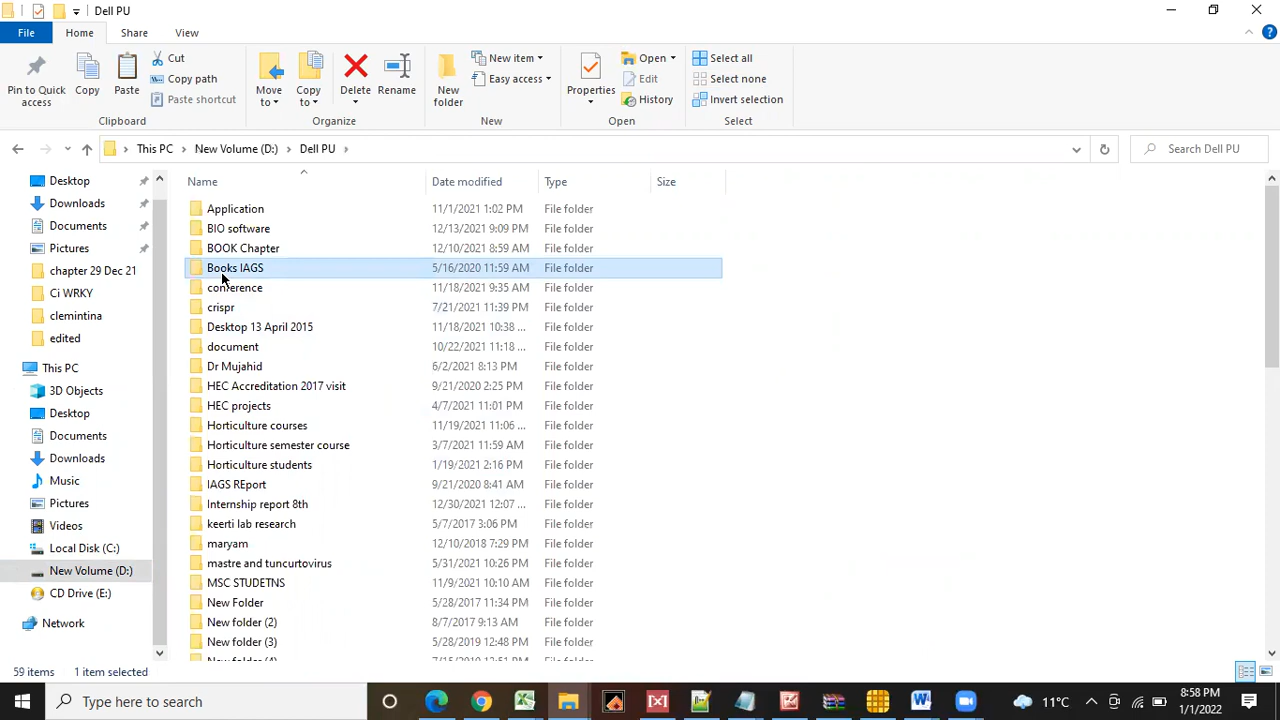 Dell PU
File Home Share View
Pin to Quick access
Copy
Paste
Cut
Copy path
Paste shortcut
Clipboard
Move to
Copy to
Delete
Rename
Organize
New folder
New item
Easy access
New
Properties
Open
Edit
History
Open
Select all
Select none
Invert selection
Select
This PC New Volume (D:) Dell PU
Search Dell PU
Desktop
Downloads
Documents
Pictures
chapter 29 Dec 21
Ci WRKY
clemintina
edited
This PC
3D Objects
Desktop
Documents
Downloads
Music
Pictures
Videos
Local Disk (C:)
New Volume (D:)
CD Drive (E:)
Network
Name Date modified Type Size
Application 11/1/2021 1:02 PM File folder
BIO software 12/13/2021 9:09 PM File folder
BOOK Chapter 12/10/2021 8:59 AM File folder
Books IAGS 5/16/2020 11:59 AM File folder
conference 11/18/2021 9:35 AM File folder
crispr 7/21/2021 11:39 PM File folder
Desktop 13 April 2015 11/18/2021 10:38 ... File folder
document 10/22/2021 11:18 ... File folder
Dr Mujahid 6/2/2021 8:13 PM File folder
HEC Accreditation 2017 visit 9/21/2020 2:25 PM File folder
HEC projects 4/7/2021 11:01 PM File folder
Horticulture courses 11/19/2021 11:06 ... File folder
Horticulture semester course 3/7/2021 11:59 AM File folder
Horticulture students 1/19/2021 2:16 PM File folder
IAGS REport 9/21/2020 8:41 AM File folder
Internship report 8th 12/30/2021 12:07 ... File folder
keerti lab research 5/7/2017 3:06 PM File folder
maryam 12/10/2018 7:29 PM File folder
mastre and tuncurtovirus 5/31/2021 10:26 PM File folder
MSC STUDETNS 11/9/2021 10:10 AM File folder
New Folder 5/28/2017 11:34 PM File folder
New folder (2) 8/7/2017 9:13 AM File folder
New folder (3) 5/28/2019 12:48 PM File folder
New folder (4) 7/15/2019 12:51 PM File folder
59 items 1 item selected
Type here to search
11°C
8:58 PM
1/1/2022